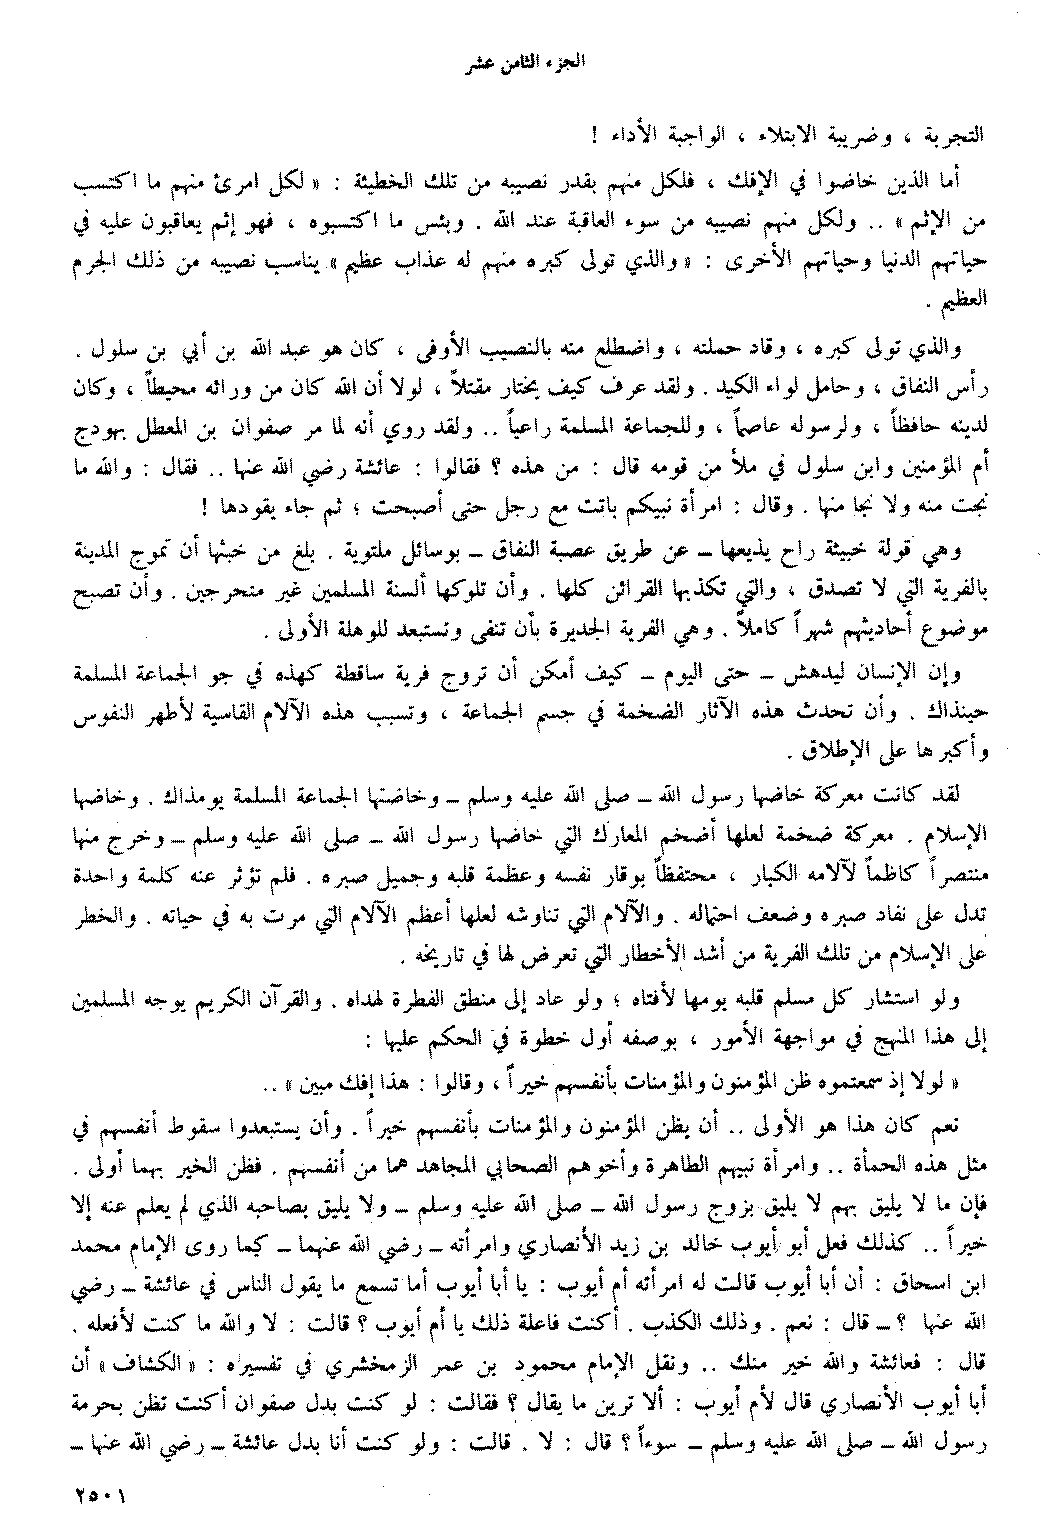 الجزء الثامن عشر
التجربة ، وضريبة الابتلاء ، الواجبة الأداء !
أما الذين خاضوا في الإفك ، فلكل منهم بقدر نصيبه من تلك الخطيئة : « لكل امرئ منهم ما اكتسب
من الإثم » .. ولكل منهم نصيبه من سوء العاقبة عند الله . وبئس ما اكتسبوه ، فهو إثم يعاقبون عليه في
حياتهم الدنيا وحياتهم الأخرى : « والذي تولى كبره منهم له عذاب عظيم » يناسب نصيبه من ذلك الجرم
العظيم .
والذي تولى كبره ، وقاد حملته ، واضطلع منه بالنصيب الأوفى ، كان هو عبد الله بن أبي بن سلول .
رأس النفاق ، وحامل لواء الكيد . ولقد عرف كيف يختار مقتلاً ، لولا أن الله كان من ورائه محيطاً ، وكان
لدينه حافظاً ، ولرسوله عاصماً ، وللجماعة المسلمة راعياً .. ولقد روي أنه لما مر صفوان بن المعطل بهودج
أم المؤمنين وابن سلول في ملأ من قومه قال : من هذه ؟ فقالوا : عائشة رضي الله عنها .. فقال : والله ما
نجت منه ولا نجا منها . وقال : امرأة نبيكم باتت مع رجل حتى أصبحت ؛ ثم جاء يقودها !
وهي قولة خبيثة راح يذيعها – عن طريق عصبة النفاق – بوسائل ملتوية . بلغ من خبثها أن تموج المدينة
بالفرية التي لا تصدق ، والتي تكذبها القرائن كلها . وأن تلوكها ألسنة المسلمين غير متحرجين . وأن تصبح
موضوع أحاديثهم شهراً كاملاً . وهي الفرية الجديرة بأن تنفى وتستبعد للوهلة الأولى .
وإن الإنسان ليدهش – حتى اليوم – كيف أمكن أن تروج فرية ساقطة كهذه في جو الجماعة المسلمة
حينذاك . وأن تحدث هذه الآثار الضخمة في جسم الجماعة ، وتسبب هذه الآلام القاسية لأطهر النفوس
وأكبرها على الإطلاق .
لقد كانت معركة خاضها رسول الله – صلى الله عليه وسلم – وخاضتها الجماعة المسلمة يومذاك . وخاضها
الإسلام . معركة ضخمة لعلها أضخم المعارك التي خاضها رسول الله – صلى الله عليه وسلم – وخرج منها
منتصراً كاظماً لآلامه الكبار ، محتفظاً بوقار نفسه وعظمة قلبه وجميل صبره . فلم تؤثر عنه كلمة واحدة
تدل على نفاد صبره وضعف احتماله . والآلام التي تناوشه لعلها أعظم الآلام التي مرت به في حياته . والخطر
على الإسلام من تلك الفرية من أشد الأخطار التي تعرض لها في تاريخه .
ولو استشار كل مسلم قلبه يومها لأفتاه ؛ ولو عاد إلى منطق الفطرة لهداه . والقرآن الكريم يوجه المسلمين
إلى هذا المنهج في مواجهة الأمور ، بوصفه أول خطوة في الحكم عليها :
« لولا إذ سمعتموه ظن المؤمنون والمؤمنات بأنفسهم خيراً ، وقالوا : هذا إفك مبين » ..
نعم كان هذا هو الأولى .. أن يظن المؤمنون والمؤمنات بأنفسهم خيراً . وأن يستبعدوا سقوط أنفسهم في
مثل هذه الحمأة .. وامرأة نبيهم الطاهرة وأخوهم الصحابي المجاهد هما من أنفسهم . فظن الخير بهما أولى .
فإن ما لا يليق بهم لا يليق بزوج رسول الله – صلى الله عليه وسلم – ولا يليق بصاحبه الذي لم يعلم عنه إلا
خيراً .. كذلك فعل أبو أيوب خالد بن زيد الأنصاري وامرأته – رضي الله عنهما – كما روى الإمام محمد
ابن اسحاق : أن أبا أيوب قالت له امرأته أم أيوب : يا أبا أيوب أما تسمع ما يقول الناس في عائشة – رضي
الله عنها ؟ – قال : نعم . وذلك الكذب . أكنت فاعلة ذلك يا أم أيوب ؟ قالت : لا والله ما كنت لأفعله .
قال : فعائشة والله خير منك .. ونقل الإمام محمود بن عمر الزمخشري في تفسيره : « الكشاف » أن
أبا أيوب الأنصاري قال لأم أيوب : ألا ترين ما يقال ؟ فقالت : لو كنت بدل صفوان أكنت تظن بحرمة
رسول الله – صلى الله عليه وسلم – سوءاً ؟ قال : لا . قالت : ولو كنت أنا بدل عائشة – رضي الله عنها –
٢٥٠١